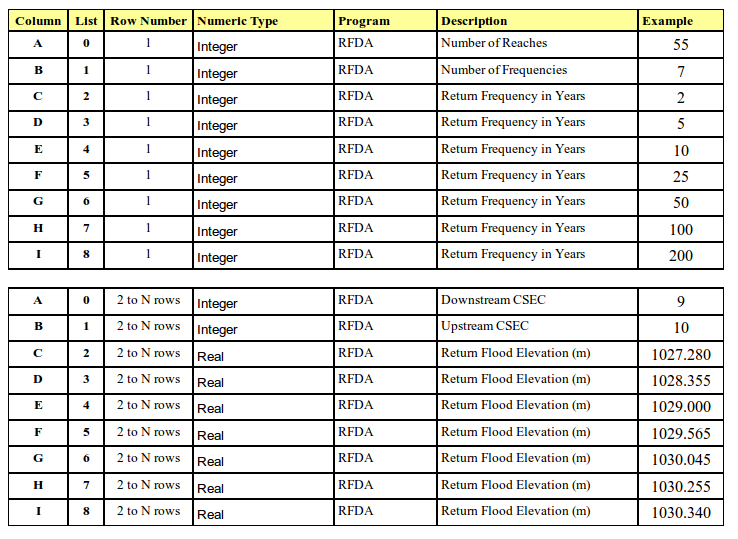 Column List Row Number Numeric Type Program Description Example
A 0 1 Integer RFDA Number of Reaches 55
B 1 1 Integer RFDA Number of Frequencies 7
C 2 1 Integer RFDA Return Frequency in Years 2
D 3 1 Integer RFDA Return Frequency in Years 5
E 4 1 Integer RFDA Return Frequency in Years 10
F 5 1 Integer RFDA Return Frequency in Years 25
G 6 1 Integer RFDA Return Frequency in Years 50
H 7 1 Integer RFDA Return Frequency in Years 100
I 8 1 Integer RFDA Return Frequency in Years 200
A 0 2 to N rows Integer RFDA Downstream CSEC 9
B 1 2 to N rows Integer RFDA Upstream CSEC 10
C 2 2 to N rows Real RFDA Return Flood Elevation (m) 1027.280
D 3 2 to N rows Real RFDA Return Flood Elevation (m) 1028.355
E 4 2 to N rows Real RFDA Return Flood Elevation (m) 1029.000
F 5 2 to N rows Real RFDA Return Flood Elevation (m) 1029.565
G 6 2 to N rows Real RFDA Return Flood Elevation (m) 1030.045
H 7 2 to N rows Real RFDA Return Flood Elevation (m) 1030.255
I 8 2 to N rows Real RFDA Return Flood Elevation (m) 1030.340